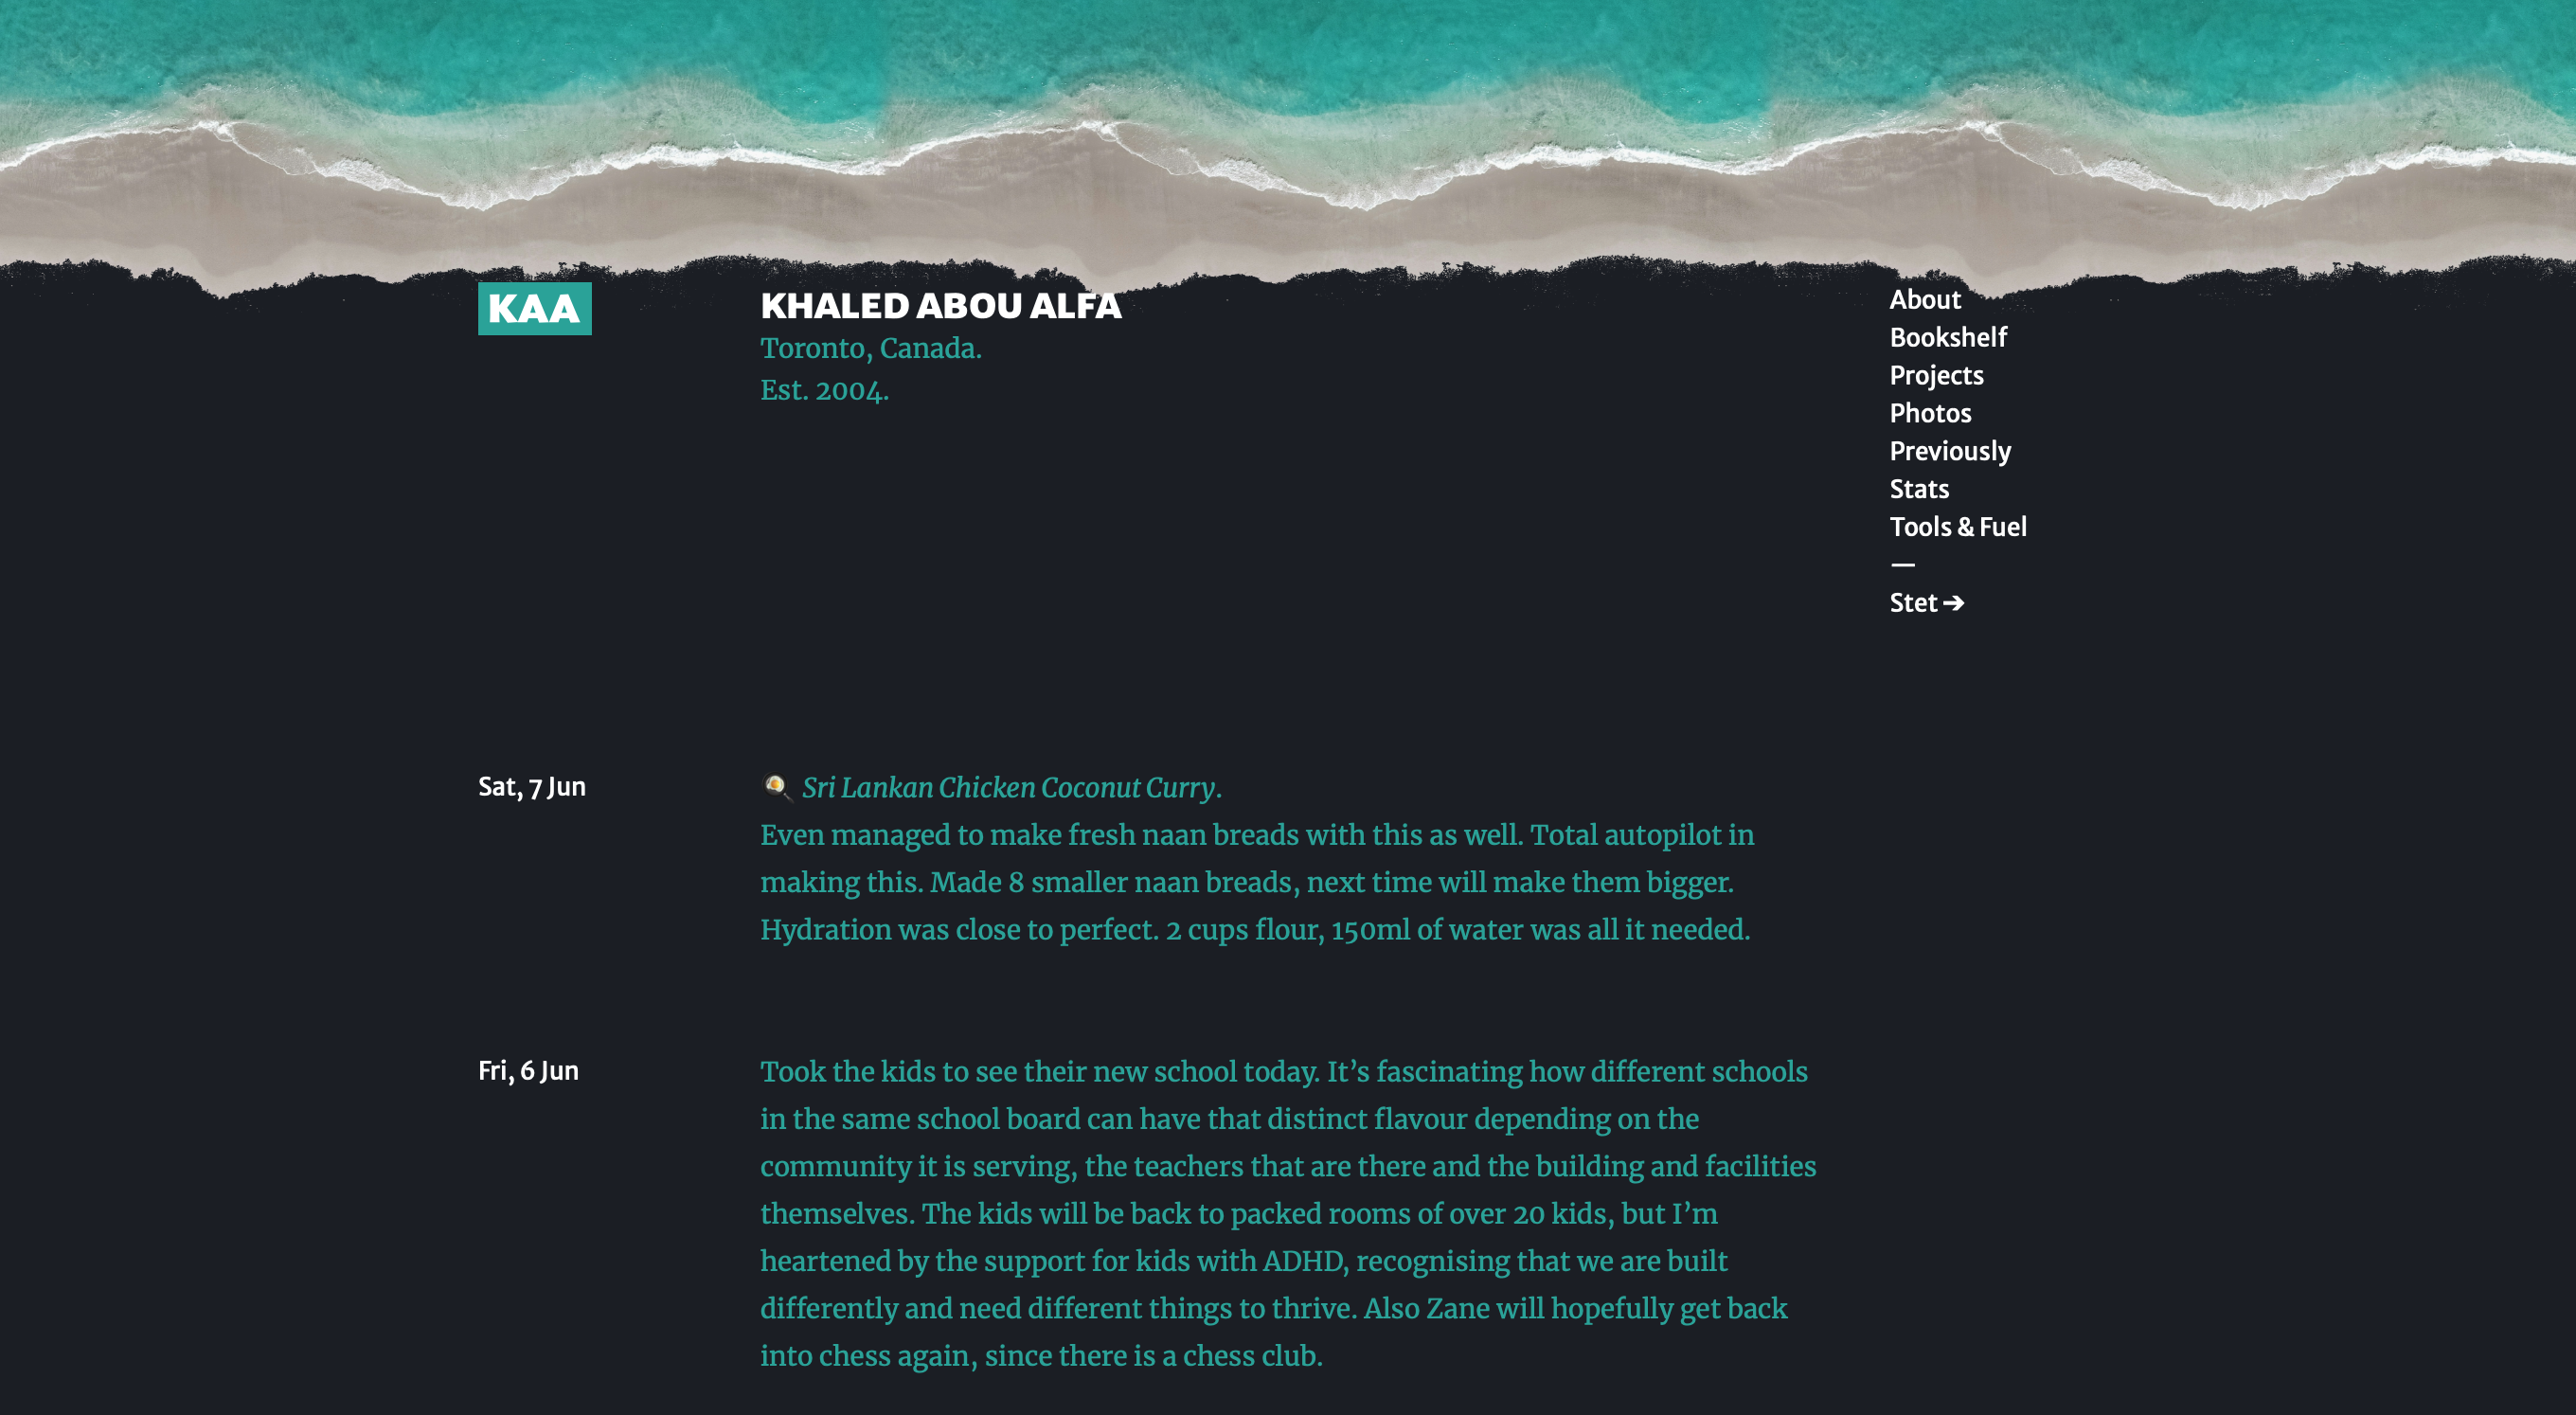 KAA
KHALED ABOU ALFA
Toronto, Canada.
Est. 2004.
About
Bookshelf
Projects
Photos
Previously
Stats
Tools & Fuel
—
Stet ➔
Sat, 7 Jun
🍳 Sri Lankan Chicken Coconut Curry.
Even managed to make fresh naan breads with this as well. Total autopilot in
making this. Made 8 smaller naan breads, next time will make them bigger.
Hydration was close to perfect. 2 cups flour, 150ml of water was all it needed.
Fri, 6 Jun
Took the kids to see their new school today. It’s fascinating how different schools
in the same school board can have that distinct flavour depending on the
community it is serving, the teachers that are there and the building and facilities
themselves. The kids will be back to packed rooms of over 20 kids, but I’m
heartened by the support for kids with ADHD, recognising that we are built
differently and need different things to thrive. Also Zane will hopefully get back
into chess again, since there is a chess club.